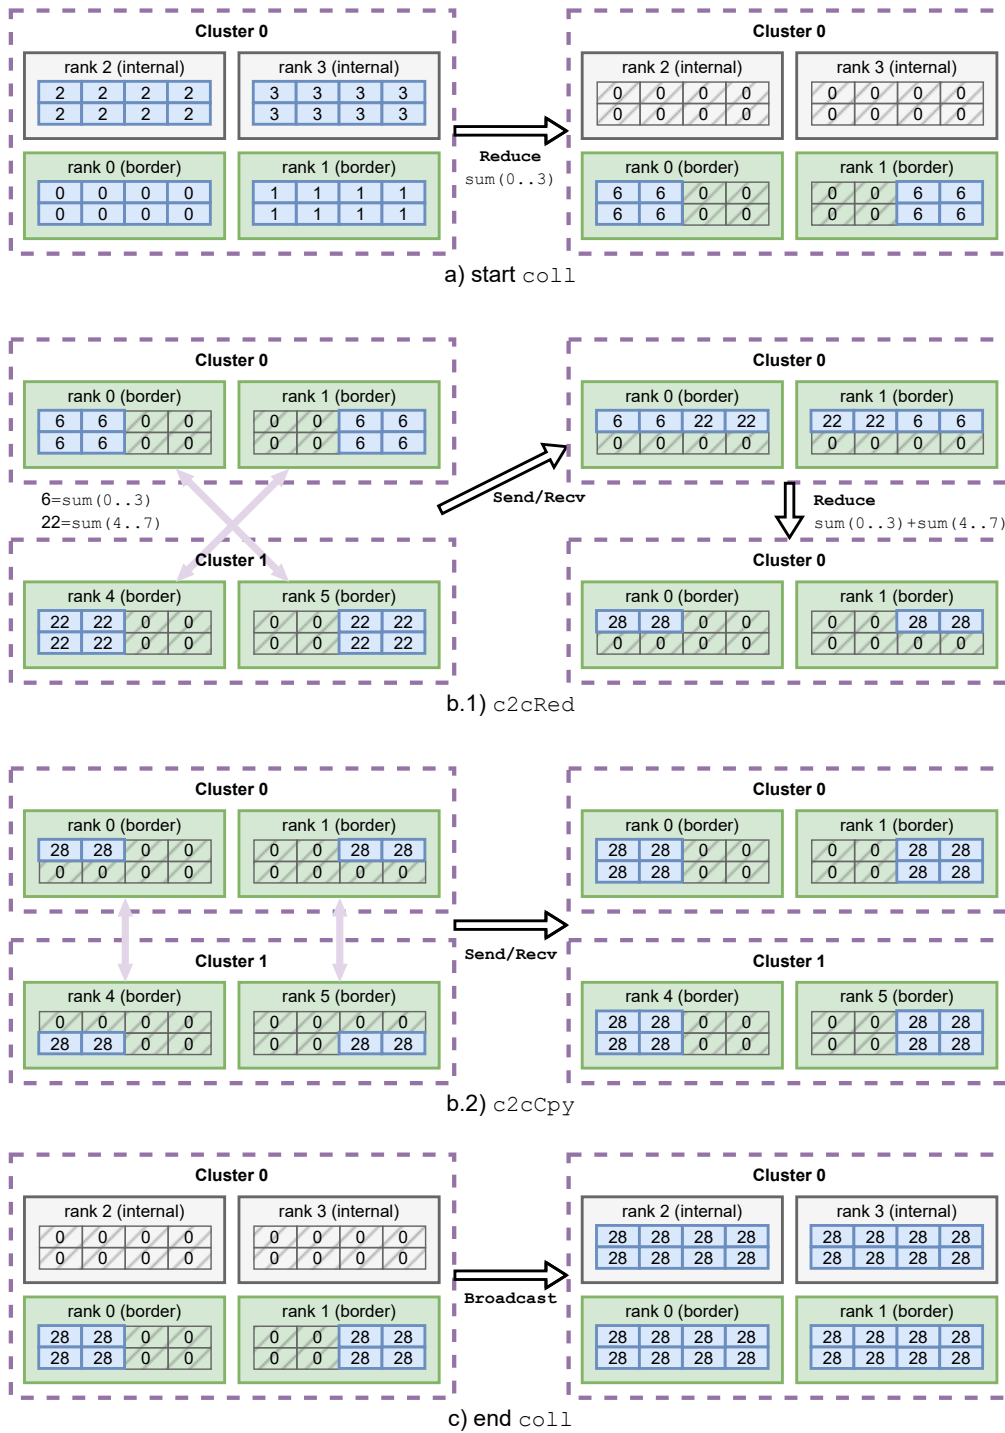 Cluster 0
Cluster 0
rank 2 (internal)
rank 3 (internal)
rank 2 (internal)
rank 3 (internal)
2 2 2 2
3 3 3 3
0 0 0 0
0 0 0 0
2 2 2 2
3 3 3 3
0 0 0 0
0 0 0 0
Reduce
sum(0..3)
rank 0 (border)
rank 1 (border)
rank 0 (border)
rank 1 (border)
0 0 0 0
1 1 1 1
6 6 0 0
0 0 6 6
0 0 0 0
1 1 1 1
6 6 0 0
0 0 6 6
a) start coll
Cluster 0
Cluster 0
rank 0 (border)
rank 1 (border)
rank 0 (border)
rank 1 (border)
6 6 0 0
0 0 6 6
6 6 22 22
22 22 6 6
6 6 0 0
0 0 6 6
0 0 0 0
0 0 0 0
6=sum(0..3)
22=sum(4..7)
Send/Recv
Reduce
sum(0..3)+sum(4..7)
Cluster 1
Cluster 0
rank 4 (border)
rank 5 (border)
rank 0 (border)
rank 1 (border)
22 22 0 0
0 0 22 22
28 28 0 0
0 0 28 28
22 22 0 0
0 0 22 22
0 0 0 0
0 0 0 0
b.1) c2cRed
Cluster 0
Cluster 0
rank 0 (border)
rank 1 (border)
rank 0 (border)
rank 1 (border)
28 28 0 0
0 0 28 28
28 28 0 0
0 0 28 28
0 0 0 0
0 0 0 0
28 28 0 0
0 0 28 28
Send/Recv
Cluster 1
Cluster 1
rank 4 (border)
rank 5 (border)
rank 4 (border)
rank 5 (border)
0 0 0 0
0 0 0 0
28 28 0 0
0 0 28 28
28 28 0 0
0 0 28 28
28 28 0 0
0 0 28 28
b.2) c2cCpy
Cluster 0
Cluster 0
rank 2 (internal)
rank 3 (internal)
rank 2 (internal)
rank 3 (internal)
0 0 0 0
0 0 0 0
28 28 28 28
28 28 28 28
0 0 0 0
0 0 0 0
28 28 28 28
28 28 28 28
Broadcast
rank 0 (border)
rank 1 (border)
rank 0 (border)
rank 1 (border)
28 28 0 0
0 0 28 28
28 28 28 28
28 28 28 28
28 28 0 0
0 0 28 28
28 28 28 28
28 28 28 28
c) end coll